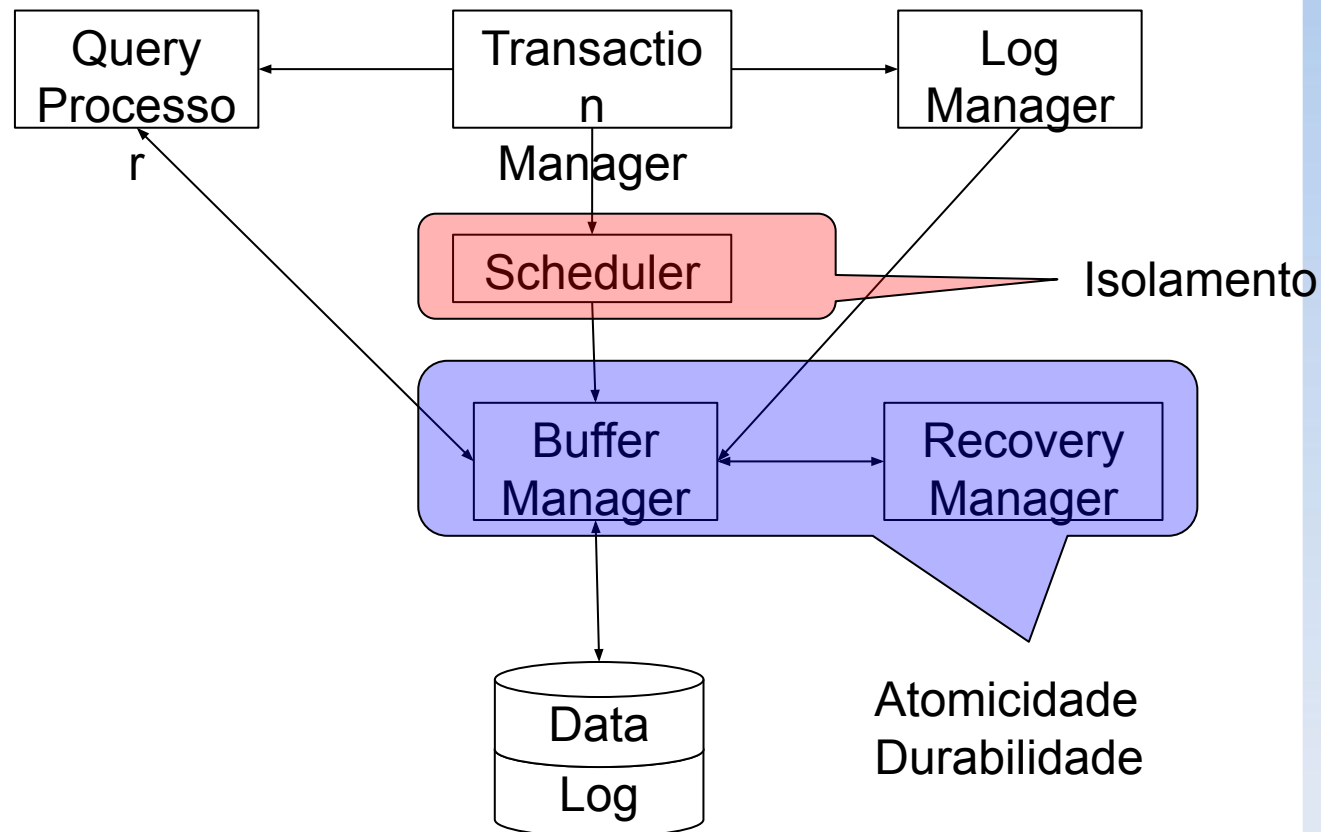 Query
Processo
r
Transactio
n
Manager
Log
Manager
Scheduler
Isolamento
Buffer
Manager
Recovery
Manager
Data
Log
Atomicidade
Durabilidade